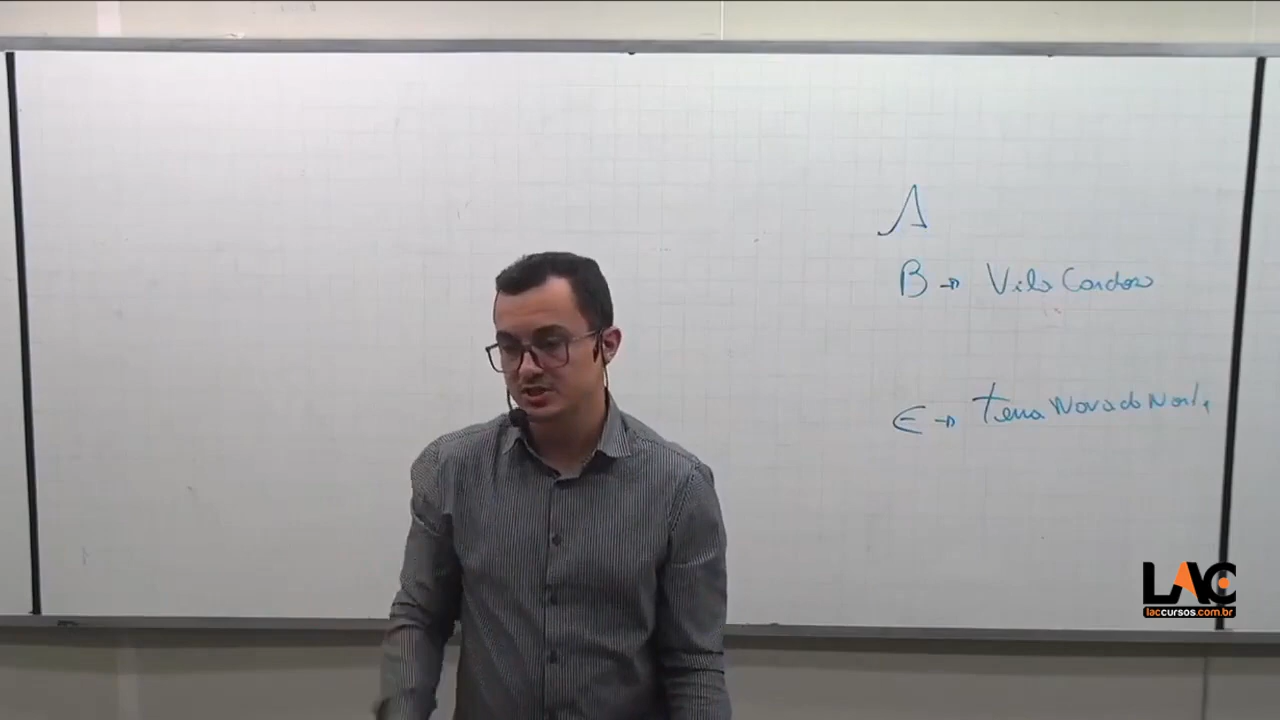 A
B → Vila Cardoso
E → Terra Nova do Norte
LAC
laccursos.com.br